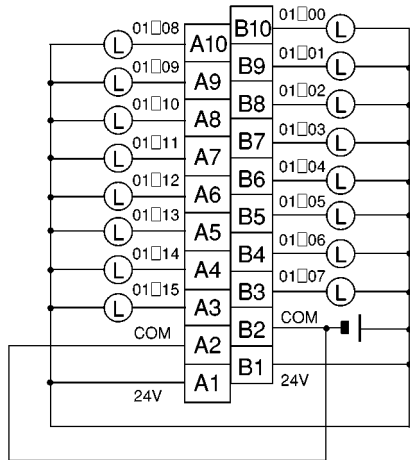 01□08 A10 B10 01□00
L L
01□09 A9 B9 01□01
L L
01□10 A8 B8 01□02
L L
01□11 A7 B7 01□03
L L
01□12 A6 B6 01□04
L L
01□13 A5 B5 01□05
L L
01□14 A4 B4 01□06
L L
01□15 A3 B3 01□07
L L
COM A2 B2 COM
24V A1 B1 24V